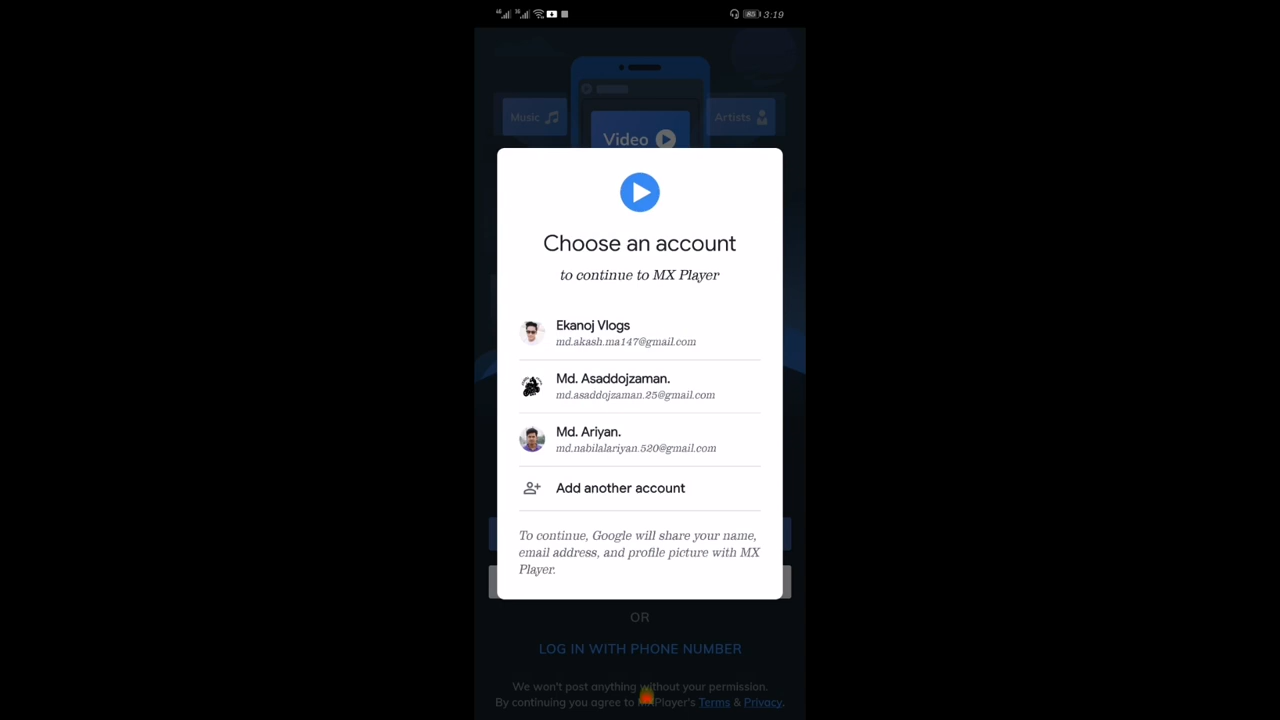 3:19
Music
Artists
Video
Choose an account
to continue to MX Player
Ekanoj Vlogs
md.akash.ma147@gmail.com
Md. Asaddojzaman.
md.asaddojzaman.25@gmail.com
Md. Ariyan.
md.nabilalariyan.520@gmail.com
Add another account
To continue, Google will share your name,
email address, and profile picture with MX
Player.
OR
LOG IN WITH PHONE NUMBER
We won't post anything without your permission.
By continuing you agree to MXPlayer's Terms & Privacy.